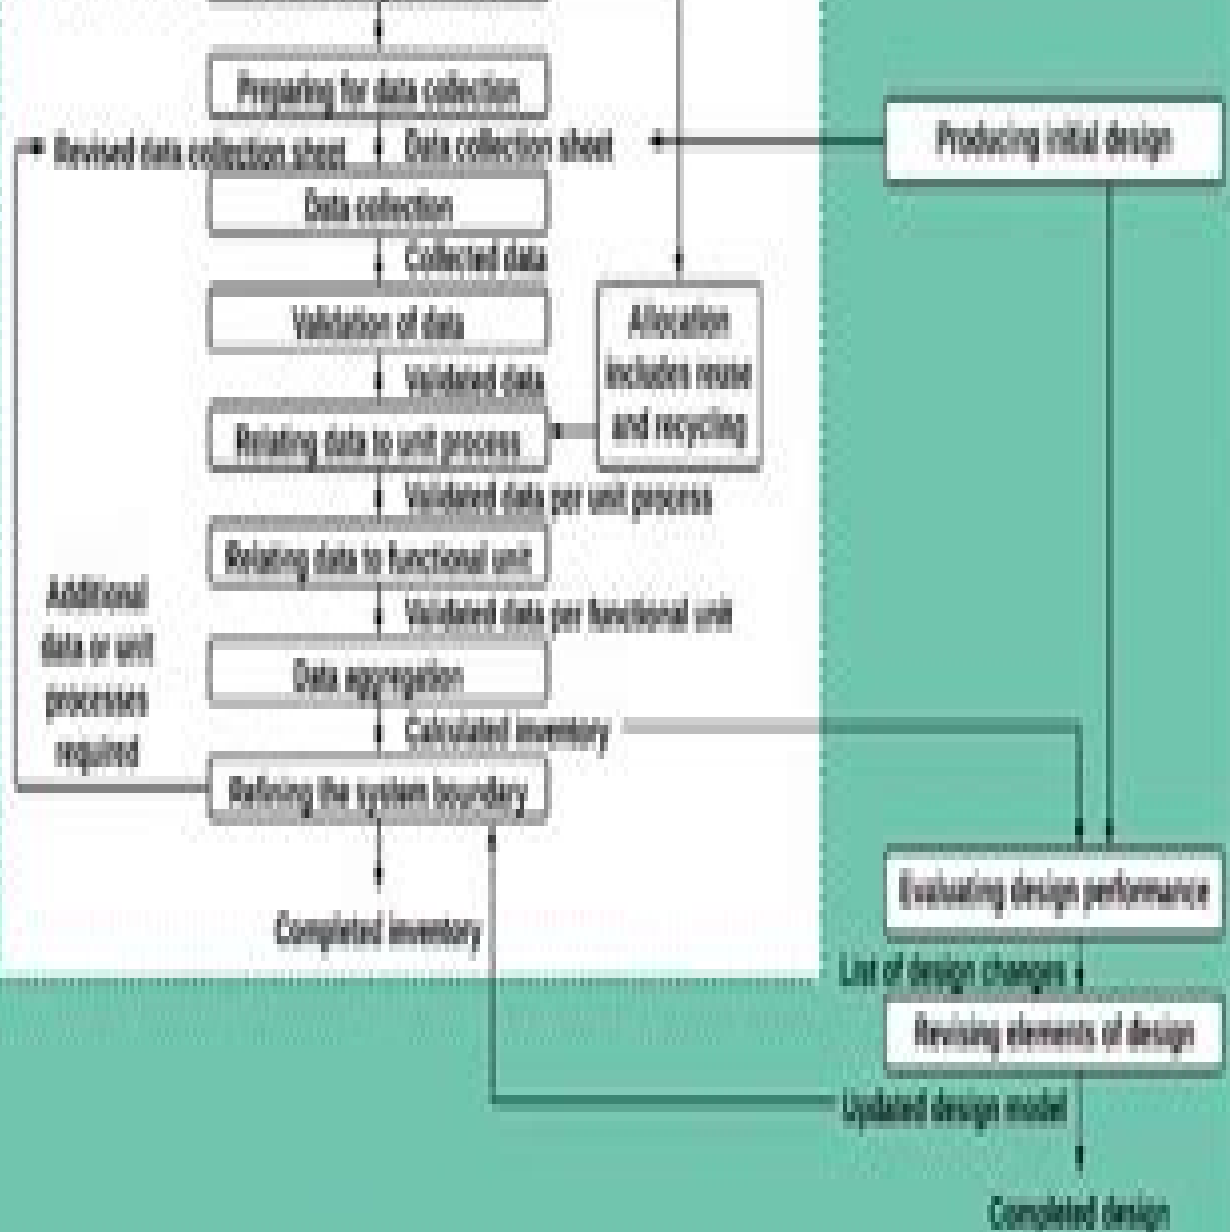 Preparing for data collection
Revised data collection sheet
Data collection sheet
Producing initial design
Data collection
Collected data
Validation of data
Allocation
includes reuse
and recycling
Validated data
Relating data to unit process
Validated data per unit process
Relating data to functional unit
Additional
data or unit
processes
required
Validated data per functional unit
Data aggregation
Calculated inventory
Refining the system boundary
Evaluating design performance
Completed inventory
List of design changes
Revising elements of design
Updated design model
Completed design